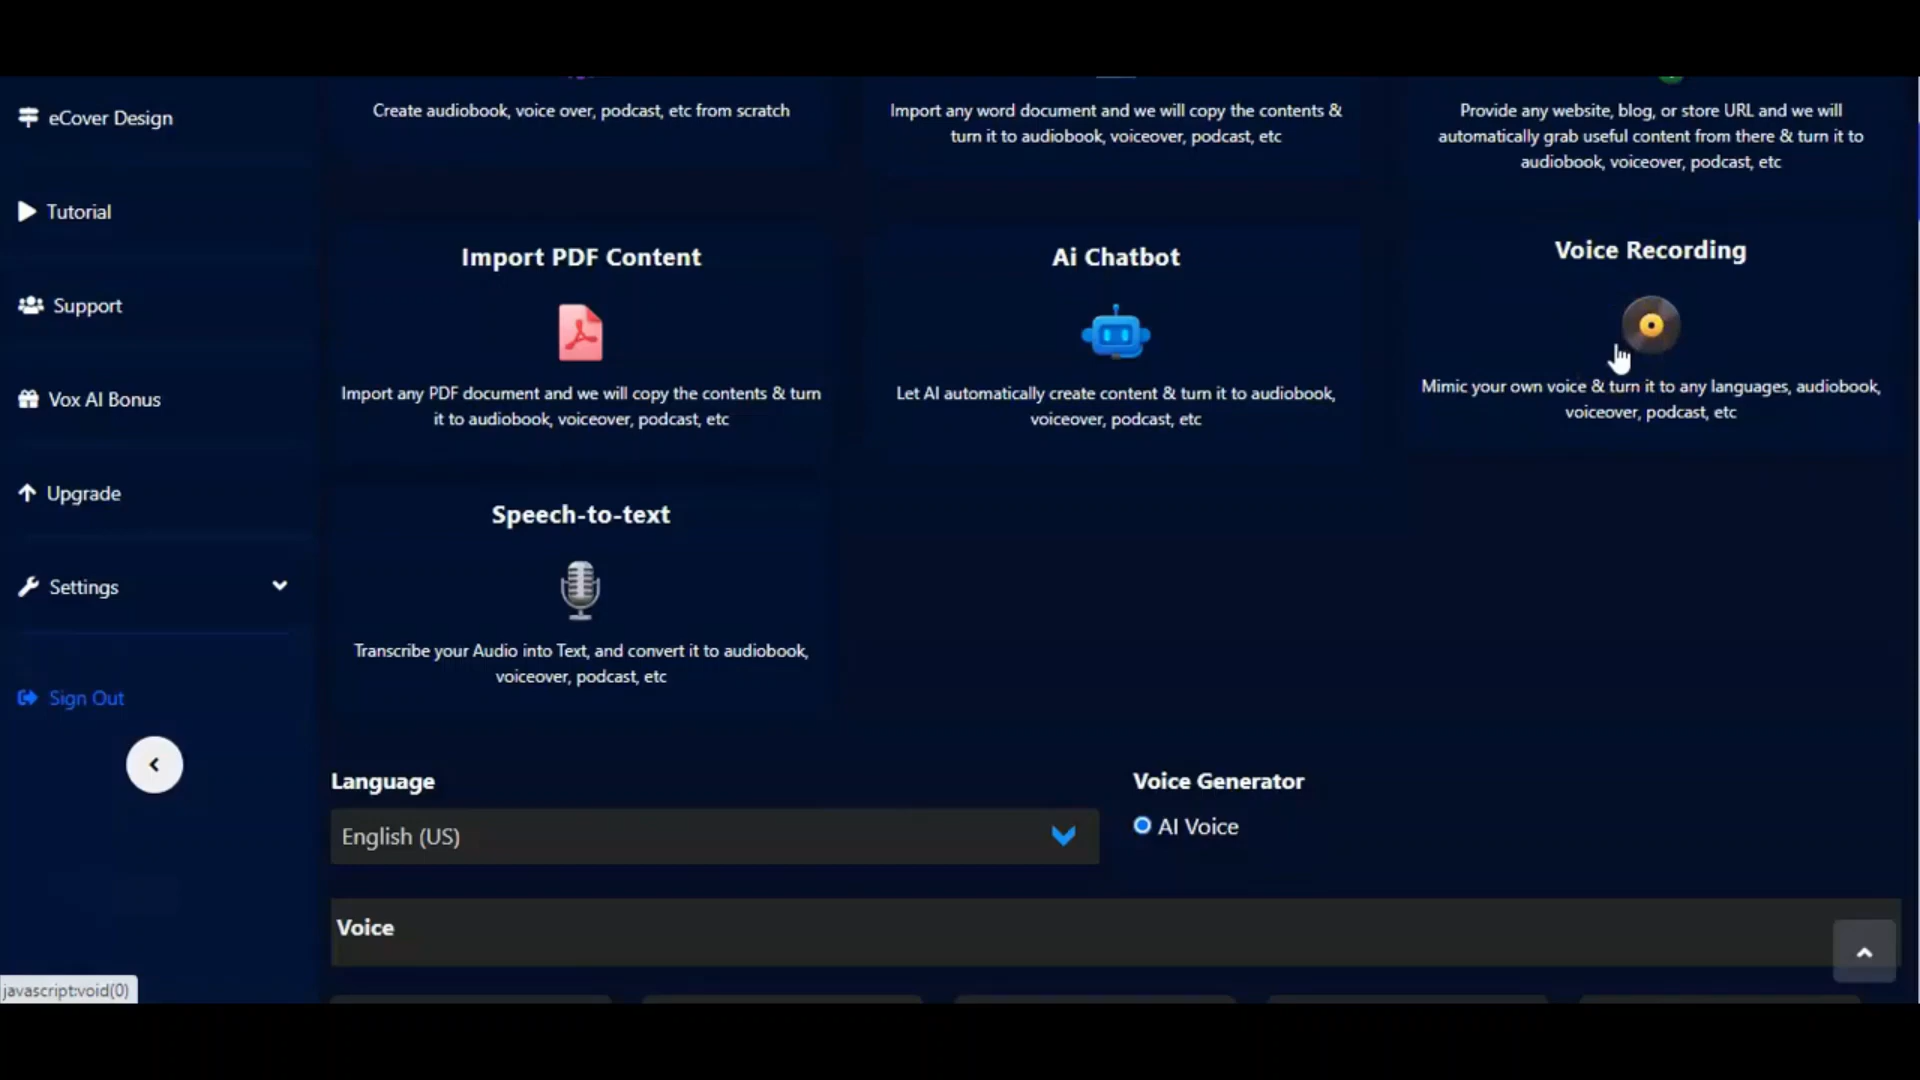 eCover Design
Tutorial
Support
Vox AI Bonus
Upgrade
Settings
Sign Out
Create audiobook, voice over, podcast, etc from scratch
Import any word document and we will copy the contents &
turn it to audiobook, voiceover, podcast, etc
Provide any website, blog, or store URL and we will
automatically grab useful content from there & turn it to
audiobook, voiceover, podcast, etc
Import PDF Content
Import any PDF document and we will copy the contents & turn
it to audiobook, voiceover, podcast, etc
Ai Chatbot
Let AI automatically create content & turn it to audiobook,
voiceover, podcast, etc
Voice Recording
Mimic your own voice & turn it to any languages, audiobook,
voiceover, podcast, etc
Speech-to-text
Transcribe your Audio into Text, and convert it to audiobook,
voiceover, podcast, etc
Language
English (US)
Voice Generator
AI Voice
Voice
javascript:void(0)